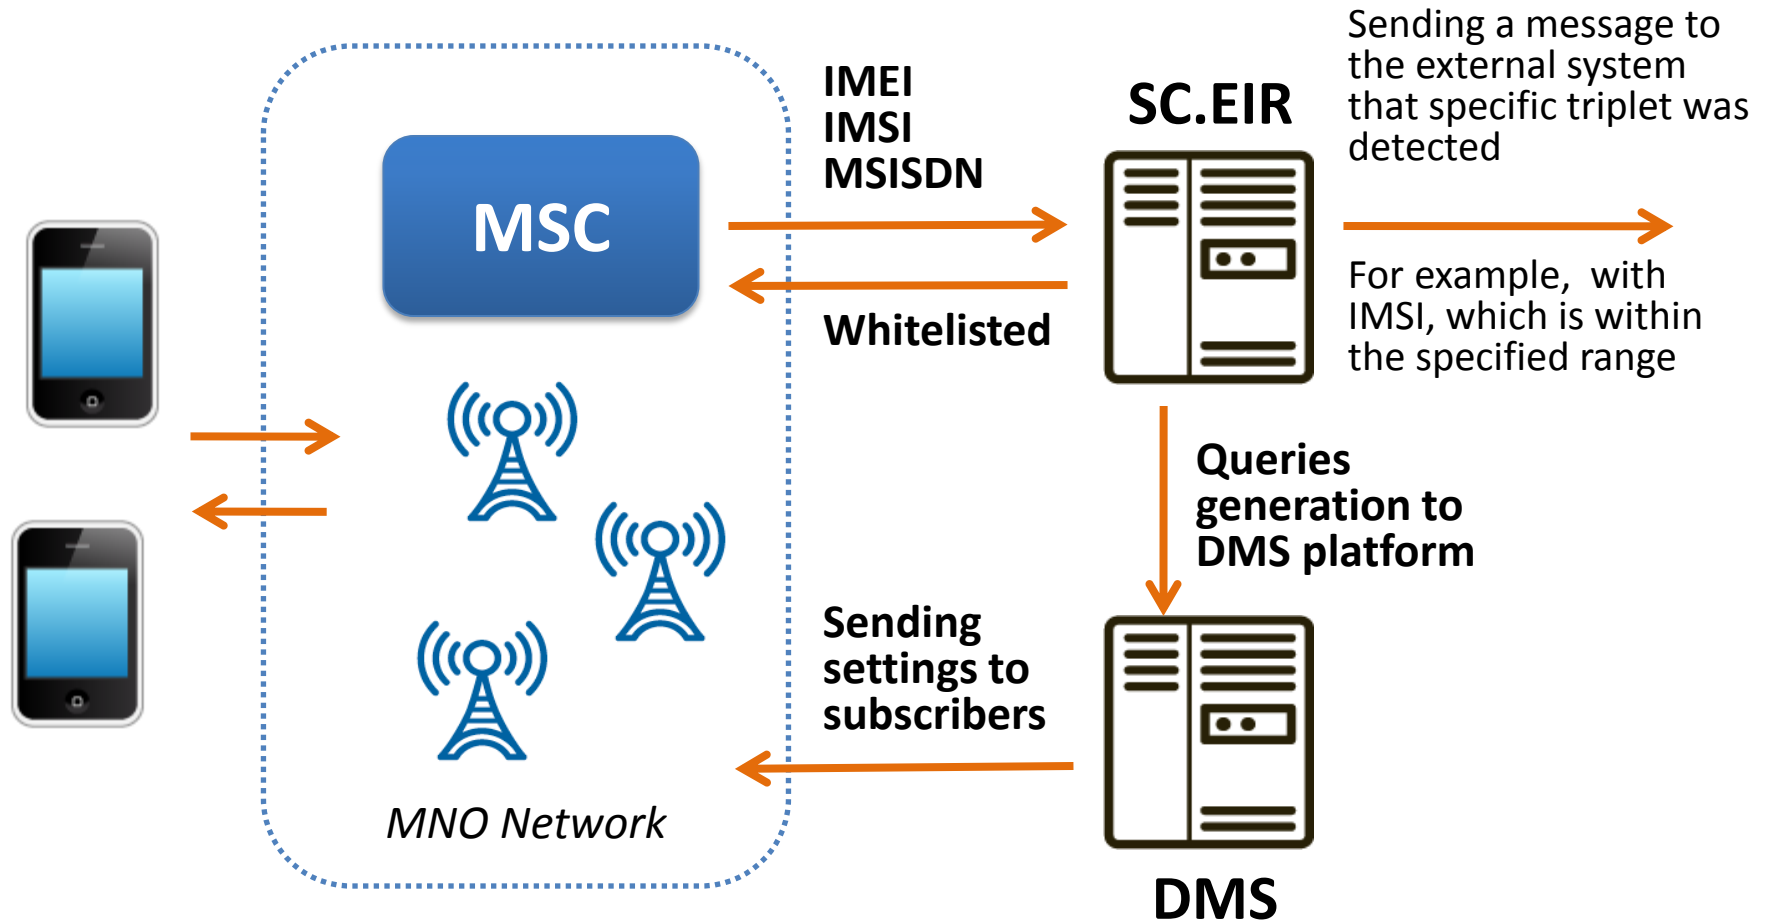 MSC
MNO Network
IMEI
IMSI
MSISDN
Whitelisted
SC.EIR
Sending a message to
the external system
that specific triplet was
detected
For example,  with
IMSI, which is within
the specified range
Queries
generation to
DMS platform
Sending
settings to
subscribers
DMS